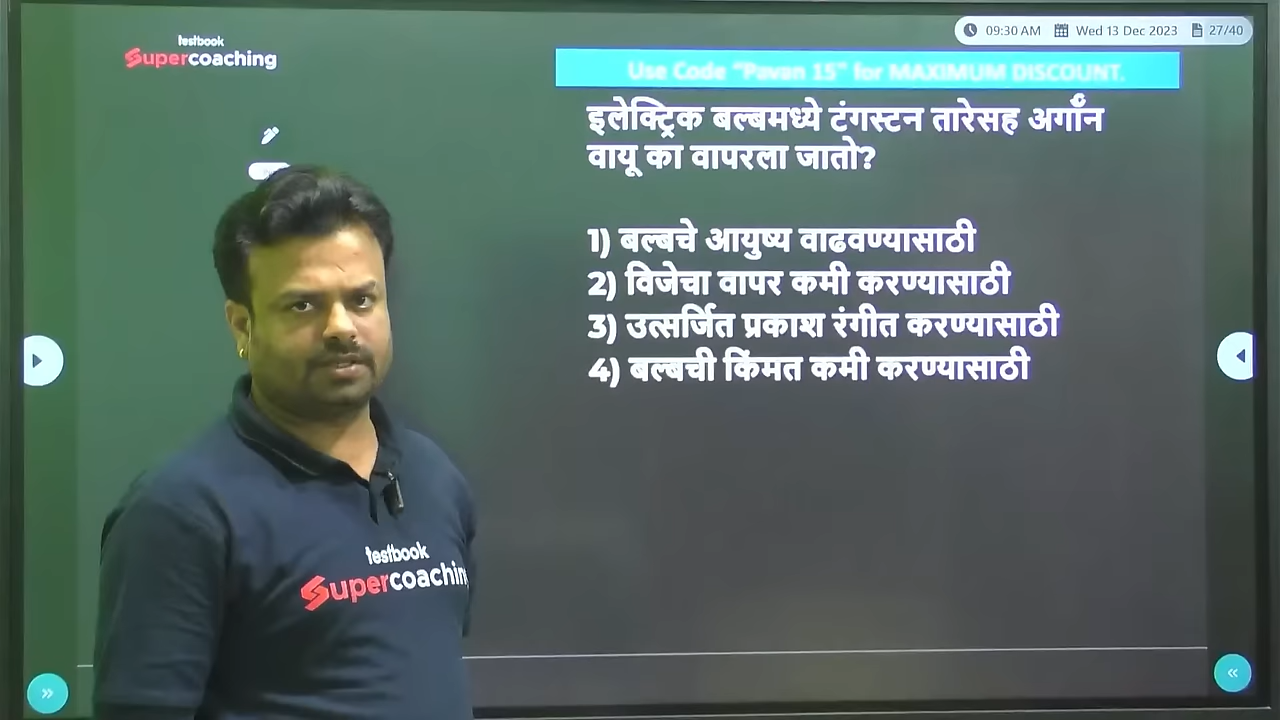 testbook
Supercoaching
09:30 AM Wed 13 Dec 2023 27/40
Use Code “Pavan 15” for MAXIMUM DISCOUNT.
इलेक्ट्रिक बल्बमध्ये टंगस्टन तारेसह अर्गॉन
वायू का वापरला जातो?
1) बल्बचे आयुष्य वाढवण्यासाठी
2) विजेचा वापर कमी करण्यासाठी
3) उत्सर्जित प्रकाश रंगीत करण्यासाठी
4) बल्बची किंमत कमी करण्यासाठी
testbook
Supercoachin